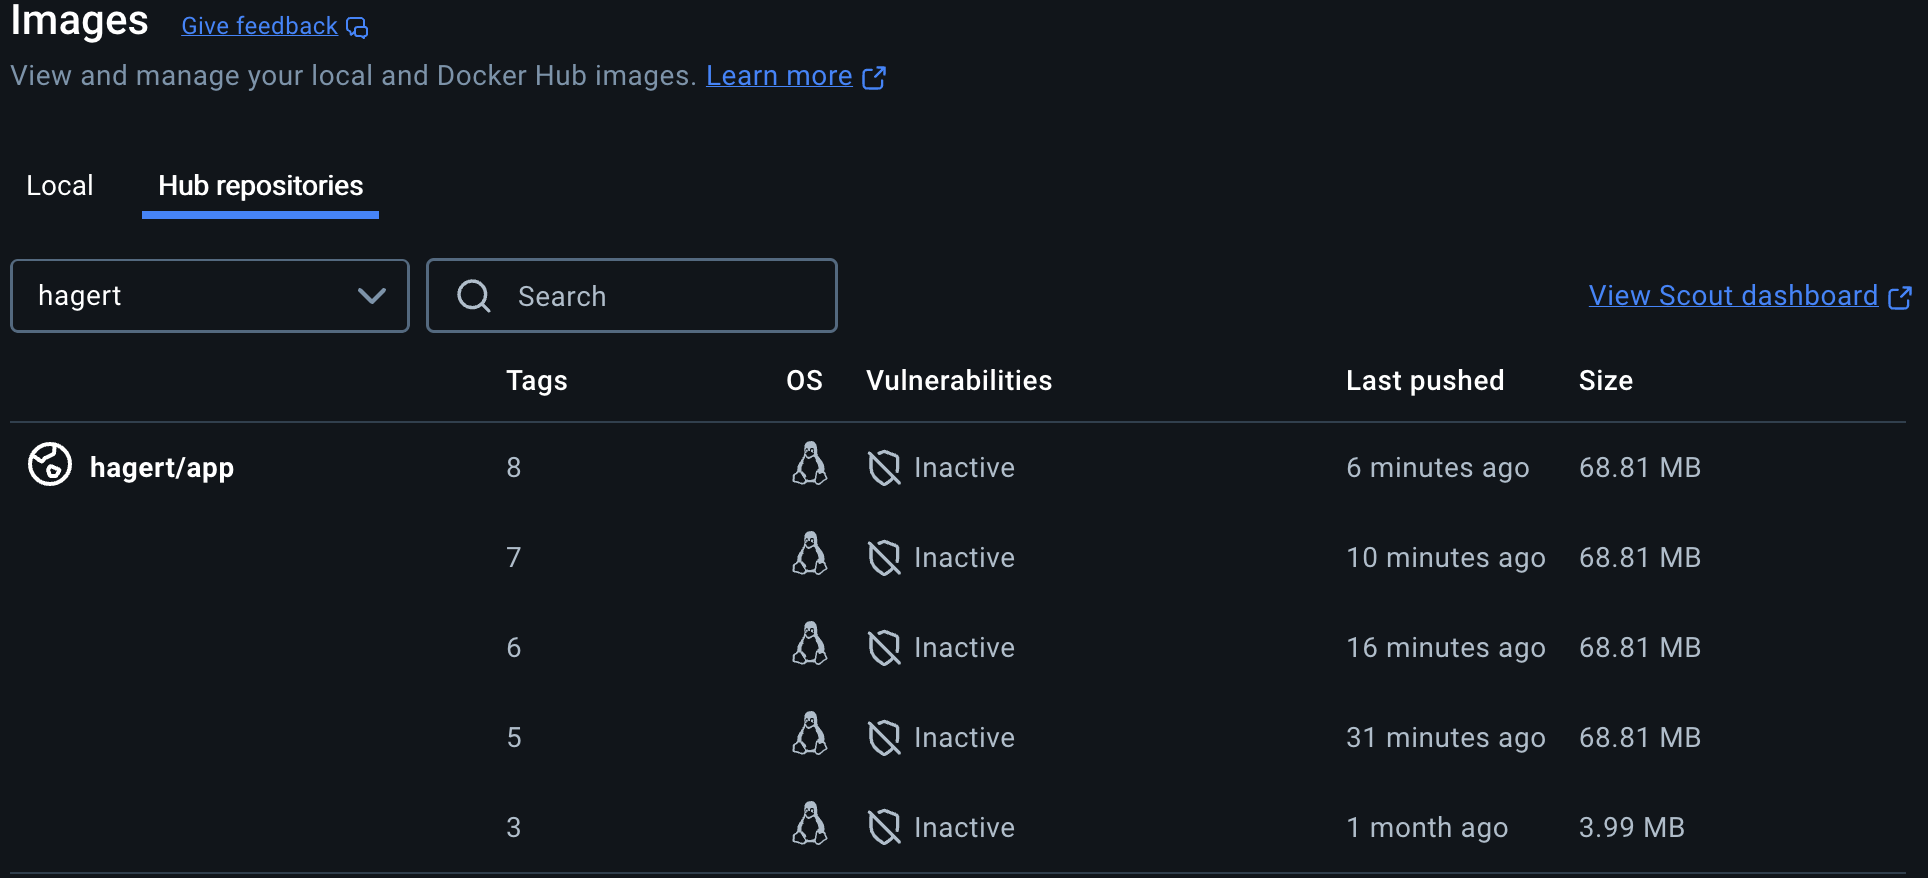 Images Give feedback
View and manage your local and Docker Hub images. Learn more
Local Hub repositories
hagert Search View Scout dashboard
Tags OS Vulnerabilities Last pushed Size
hagert/app 8 Inactive 6 minutes ago 68.81 MB
7 Inactive 10 minutes ago 68.81 MB
6 Inactive 16 minutes ago 68.81 MB
5 Inactive 31 minutes ago 68.81 MB
3 Inactive 1 month ago 3.99 MB